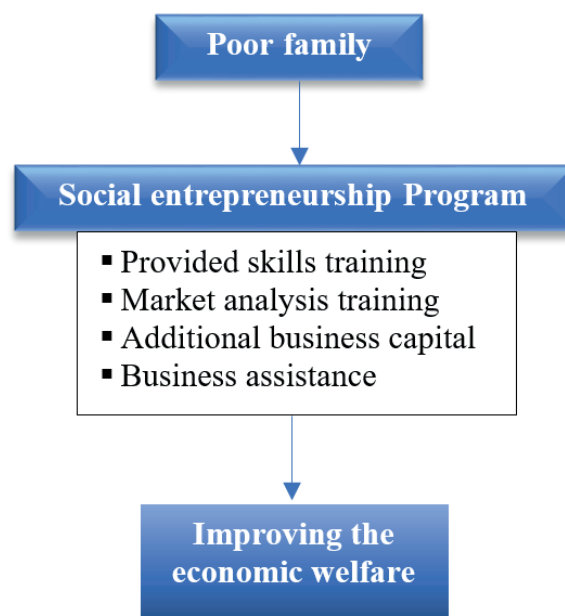 Poor family
Social entrepreneurship Program
▪ Provided skills training
▪ Market analysis training
▪ Additional business capital
▪ Business assistance
Improving the
economic welfare